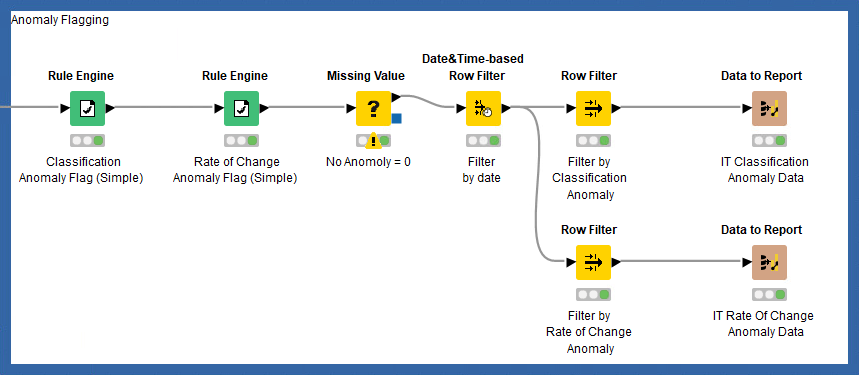 Anomaly Flagging
Rule Engine
Classification
Anomaly Flag (Simple)
Rule Engine
Rate of Change
Anomaly Flag (Simple)
Missing Value
?
!
No Anomoly = 0
Date&Time-based
Row Filter
Filter
by date
Row Filter
Filter by
Classification
Anomaly
Data to Report
IT Classification
Anomaly Data
Row Filter
Filter by
Rate of Change
Anomaly
Data to Report
IT Rate Of Change
Anomaly Data